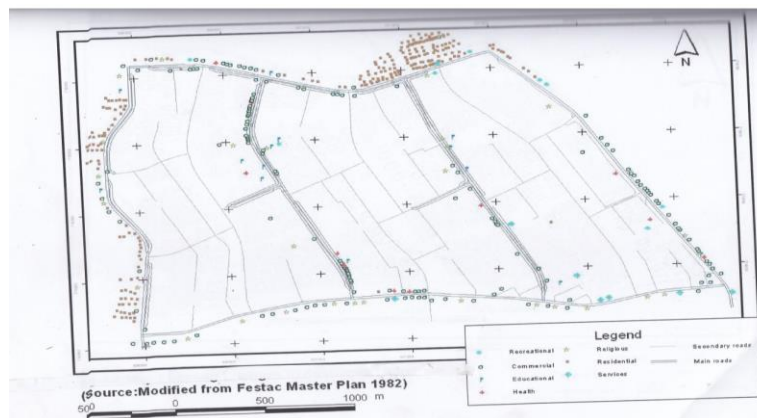 N
Legend
Recreational
Religious
Secondary roads
Commercial
Residential
Main roads
Educational
Services
Health
(Source:Modified from Festac Master Plan 1982)
500 0 500 1000 m